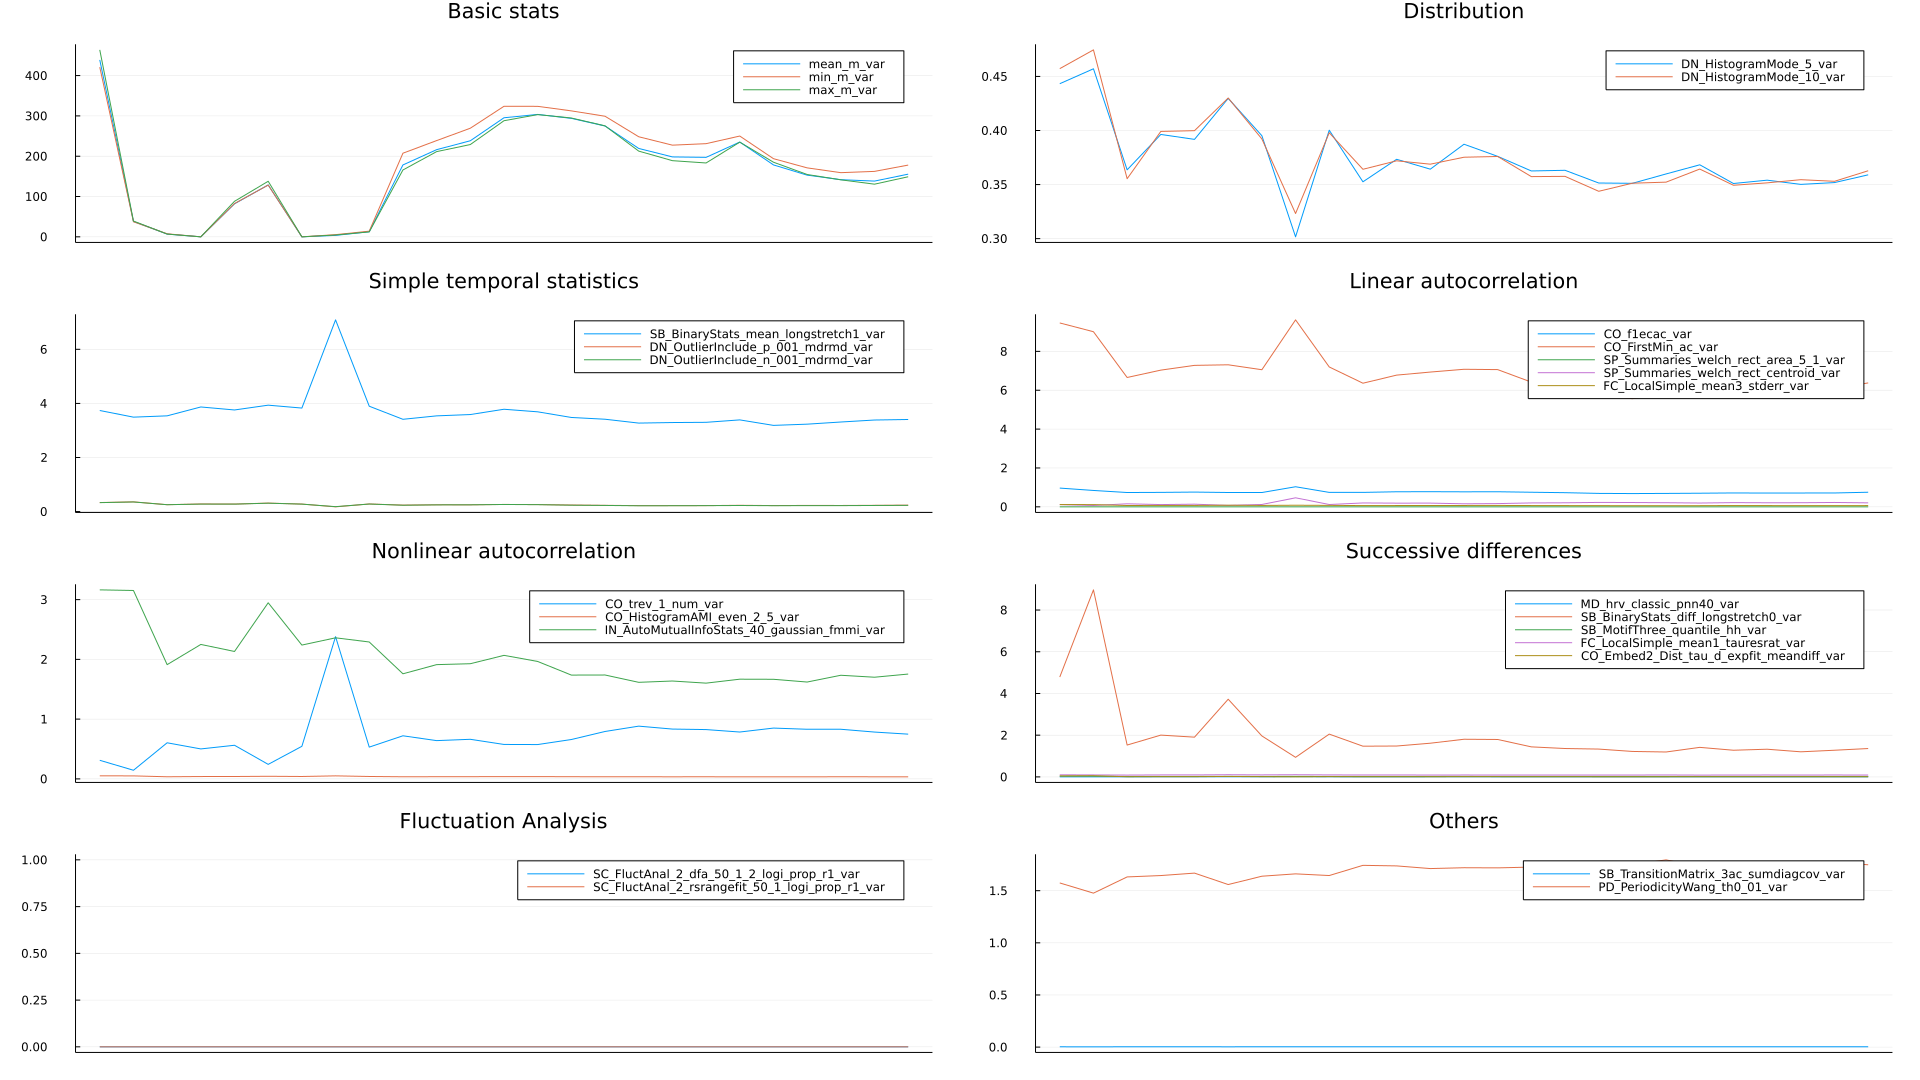 Basic stats
400
300
200
100
0
mean_m_var
min_m_var
max_m_var
Distribution
0.45
0.40
0.35
0.30
DN_HistogramMode_5_var
DN_HistogramMode_10_var
Simple temporal statistics
6
4
2
0
SB_BinaryStats_mean_longstretch1_var
DN_OutlierInclude_p_001_mdrmd_var
DN_OutlierInclude_n_001_mdrmd_var
Linear autocorrelation
8
6
4
2
0
CO_f1ecac_var
CO_FirstMin_ac_var
SP_Summaries_welch_rect_area_5_1_var
SP_Summaries_welch_rect_centroid_var
FC_LocalSimple_mean3_stderr_var
Nonlinear autocorrelation
3
2
1
0
CO_trev_1_num_var
CO_HistogramAMI_even_2_5_var
IN_AutoMutualInfoStats_40_gaussian_fmmi_var
Successive differences
8
6
4
2
0
MD_hrv_classic_pnn40_var
SB_BinaryStats_diff_longstretch0_var
SB_MotifThree_quantile_hh_var
FC_LocalSimple_mean1_tauresrat_var
CO_Embed2_Dist_tau_d_expfit_meandiff_var
Fluctuation Analysis
1.00
0.75
0.50
0.25
0.00
SC_FluctAnal_2_dfa_50_1_2_logi_prop_r1_var
SC_FluctAnal_2_rsrangefit_50_1_logi_prop_r1_var
Others
1.5
1.0
0.5
0.0
SB_TransitionMatrix_3ac_sumdiagcov_var
PD_PeriodicityWang_th0_01_var